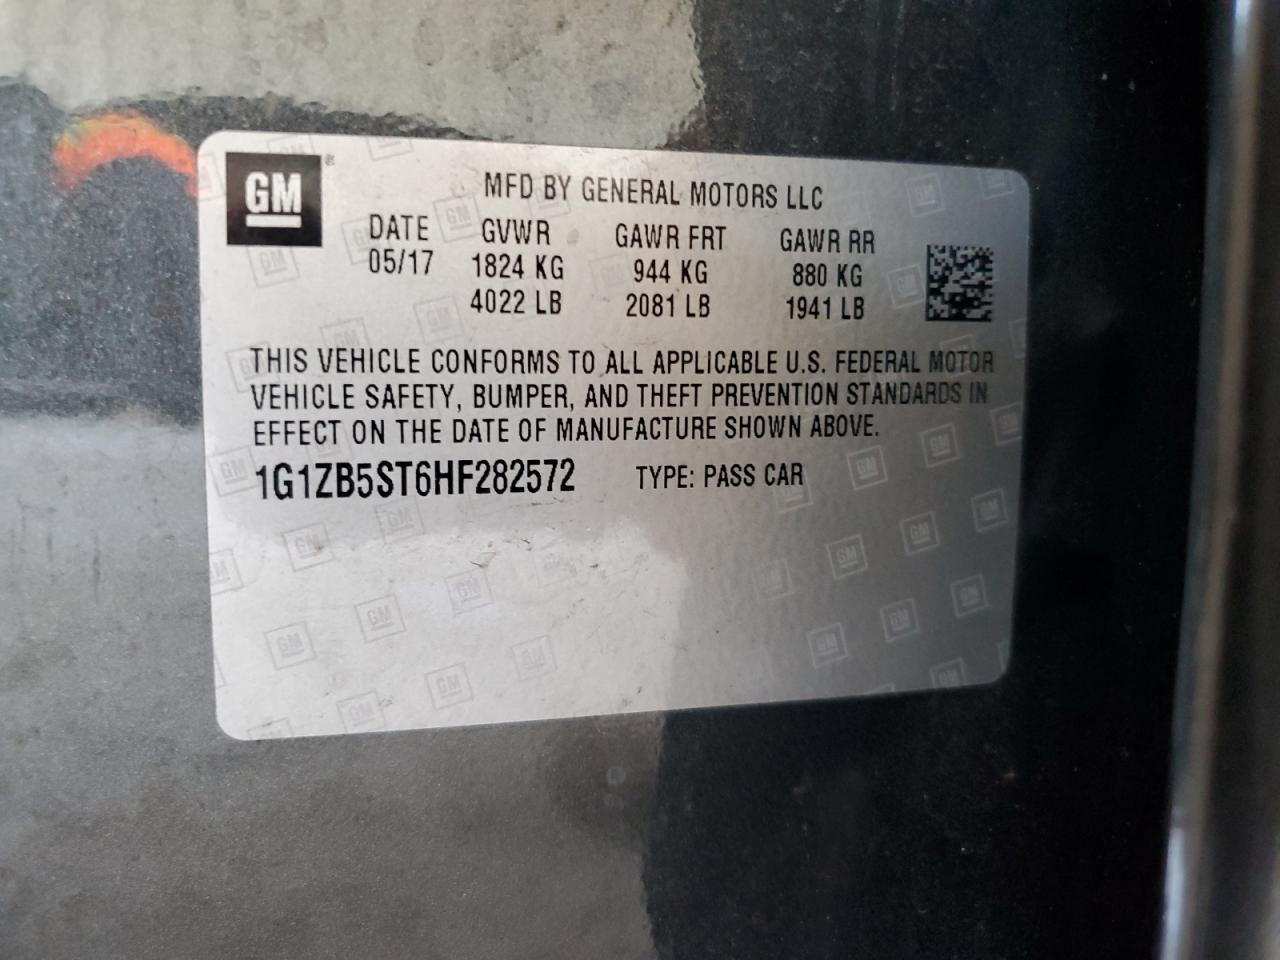 GM ®
MFD BY GENERAL MOTORS LLC
DATE GVWR GAWR FRT GAWR RR
05/17 1824 KG 944 KG 880 KG
4022 LB 2081 LB 1941 LB
THIS VEHICLE CONFORMS TO ALL APPLICABLE U.S. FEDERAL MOTOR
VEHICLE SAFETY, BUMPER, AND THEFT PREVENTION STANDARDS IN
EFFECT ON THE DATE OF MANUFACTURE SHOWN ABOVE.
1G1ZB5ST6HF282572 TYPE: PASS CAR